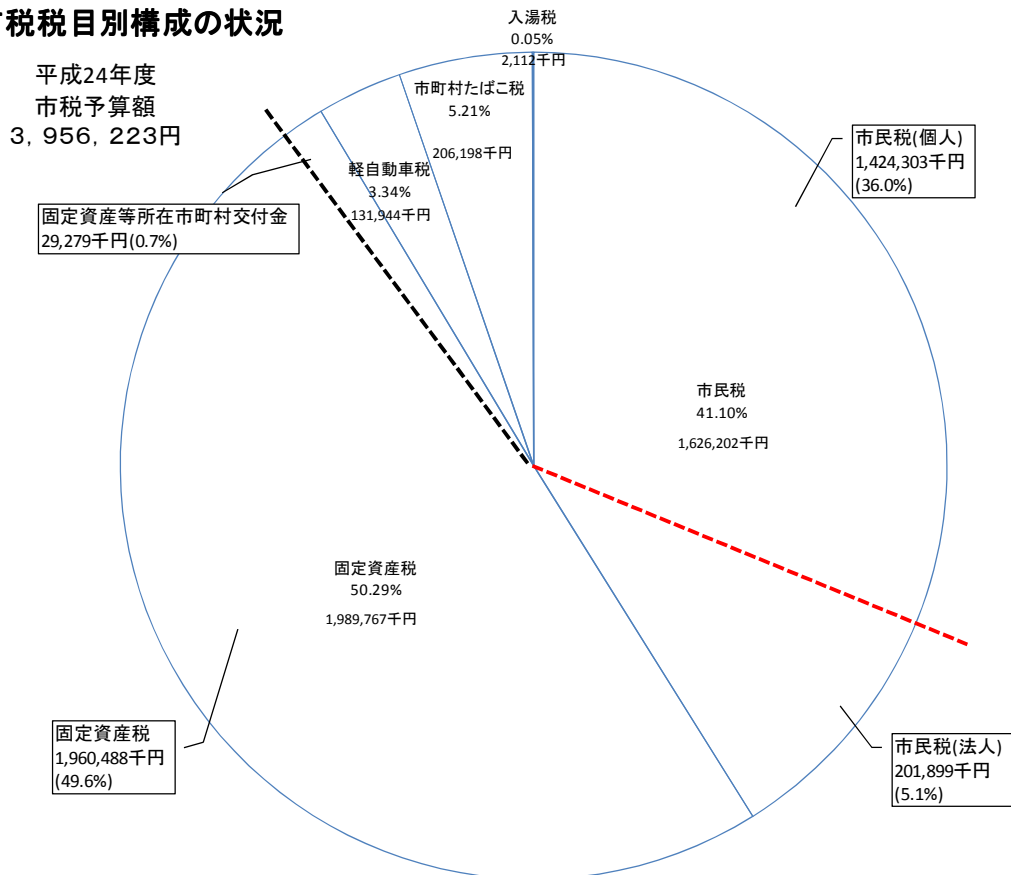 税税目別構成の状況
平成24年度
市税予算額
3, 956, 223円
入湯税
0.05%
2,112千円
市町村たばこ税
5.21%
206,198千円
軽自動車税
3.34%
131,944千円
固定資産等所在市町村交付金
29,279千円(0.7%)
市民税(個人)
1,424,303千円
(36.0%)
市民税
41.10%
1,626,202千円
固定資産税
50.29%
1,989,767千円
固定資産税
1,960,488千円
(49.6%)
市民税(法人)
201,899千円
(5.1%)